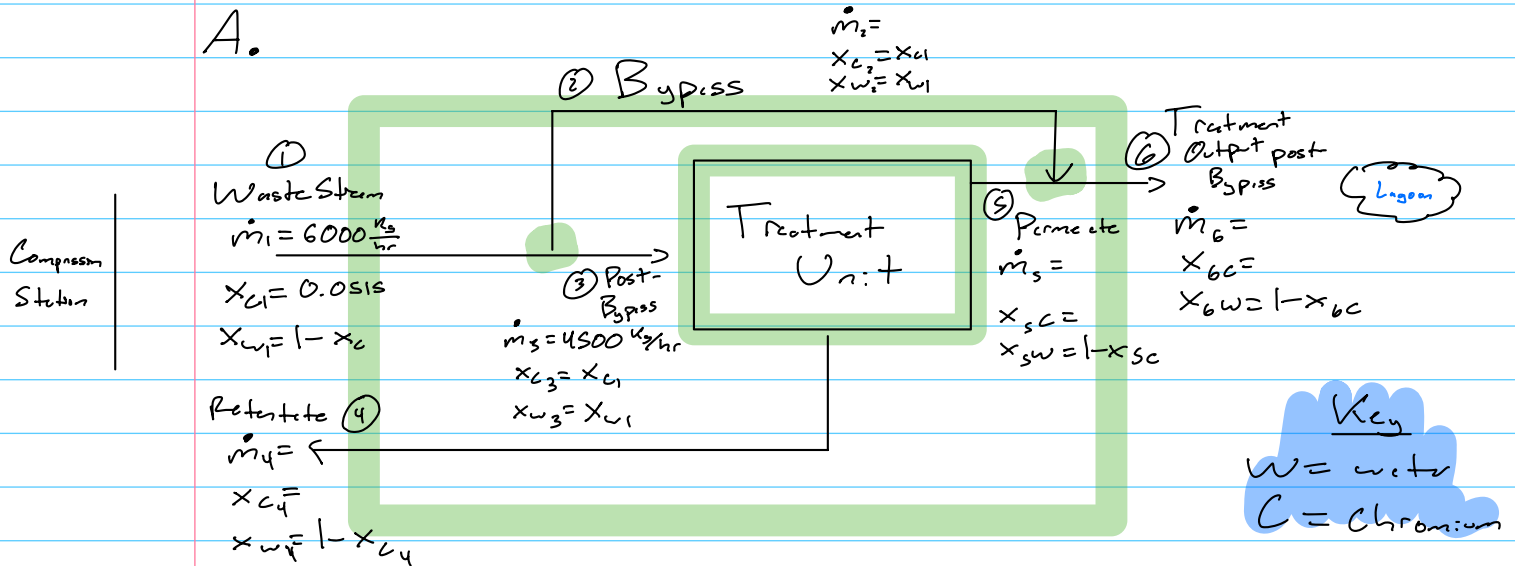 A.
ṁ₂=
x_c₂ = x_c1
x_w₂ = x_w1
② Bypass
①
Waste Stream
ṁ₁ = 6000 kg/hr
x_c1 = 0.0515
x_w1 = 1 - x_c
Compression
Station
③ Post-
Bypass
ṁ₃ = 4500 kg/hr
x_c3 = x_c1
x_w3 = x_w1
Treatment
Unit
⑤
Permeate
ṁ₅ =
x_5c =
x_5w = 1 - x_5c
⑥ Treatment
Output post
Bypass
ṁ₆ =
x_6c =
x_6w = 1 - x_6c
Lagoon
Retentate ④
ṁ₄ =
x_c4 =
x_w4 = 1 - x_c4
Key
W = water
C = Chromium